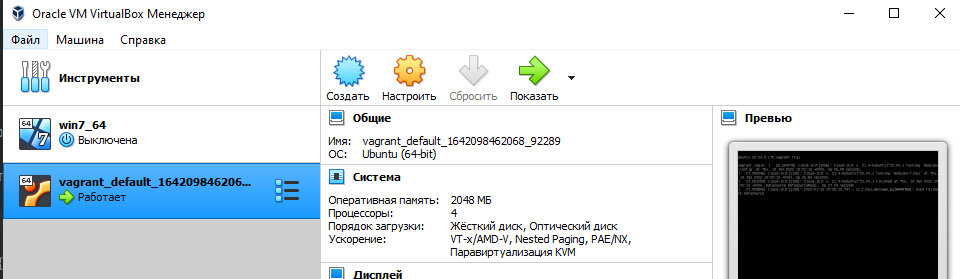 Oracle VM VirtualBox Менеджер
Файл Машина Справка
Инструменты
Создать Настроить Сбросить Показать
64
win7_64
Выключена
64
vagrant_default_164209846206...
Работает
Общие
Имя: vagrant_default_1642098462068_92289
ОС: Ubuntu (64-bit)
Система
Оперативная память: 2048 МБ
Процессоры: 4
Порядок загрузки: Жёсткий диск, Оптический диск
Ускорение: VT-x/AMD-V, Nested Paging, PAE/NX,
Паравиртуализация KVM
Дисплей
Превью